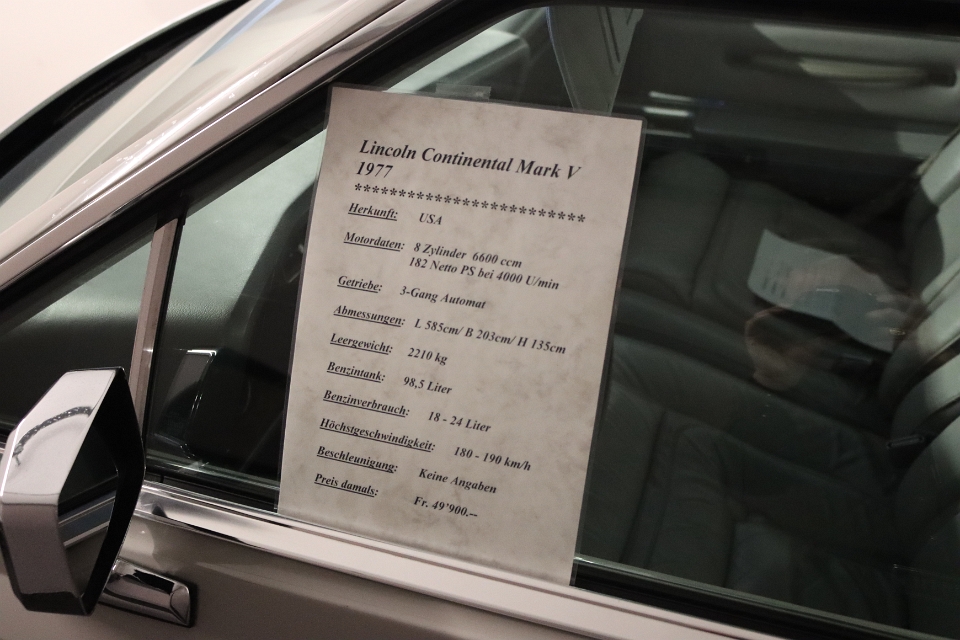 Lincoln Continental Mark V
1977
**************************
Herkunft: USA
Motordaten: 8 Zylinder 6600 ccm
182 Netto PS bei 4000 U/min
Getriebe: 3-Gang Automat
Abmessungen: L 585cm/ B 203cm/ H 135cm
Leergewicht: 2210 kg
Benzintank: 98,5 Liter
Benzinverbrauch: 18 - 24 Liter
Höchstgeschwindigkeit: 180 - 190 km/h
Beschleunigung: Keine Angaben
Preis damals: Fr. 49'900.--